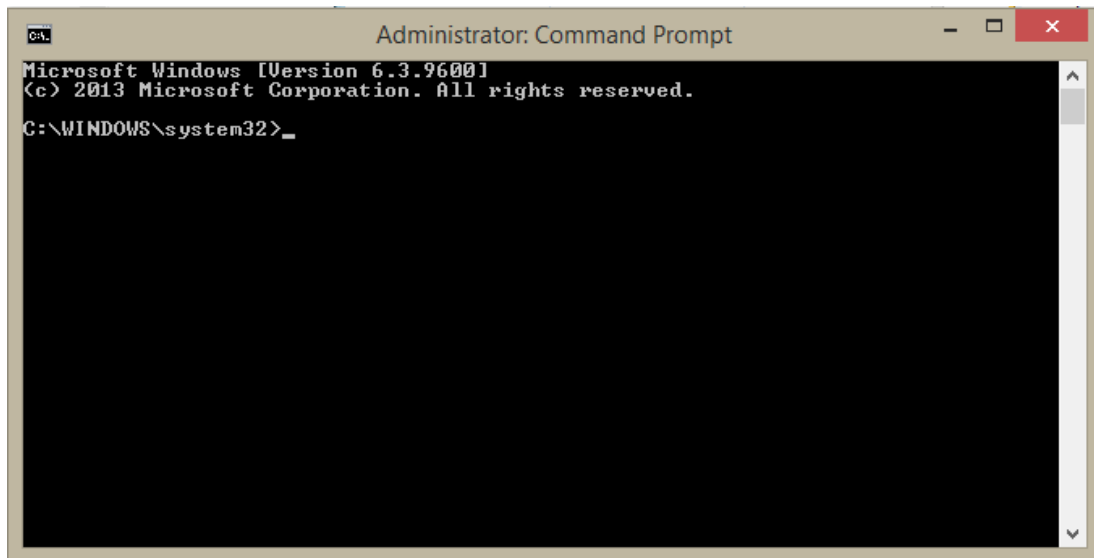 C:\.
Administrator: Command Prompt
Microsoft Windows [Version 6.3.9600]
(c) 2013 Microsoft Corporation. All rights reserved.
C:\WINDOWS\system32>_